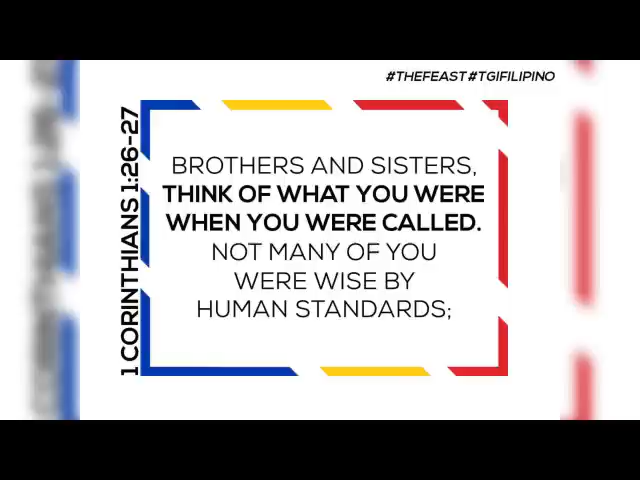 #THEFEAST #TGIFILIPINO
1 CORINTHIANS 1:26-27
BROTHERS AND SISTERS,
THINK OF WHAT YOU WERE
WHEN YOU WERE CALLED.
NOT MANY OF YOU
WERE WISE BY
HUMAN STANDARDS;